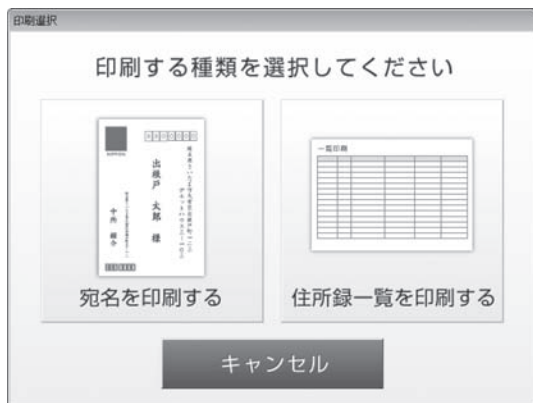 印刷選択
印刷する種類を選択してください
出雲戸 太郎 様
宛名を印刷する
一覧印刷
住所録一覧を印刷する
キャンセル